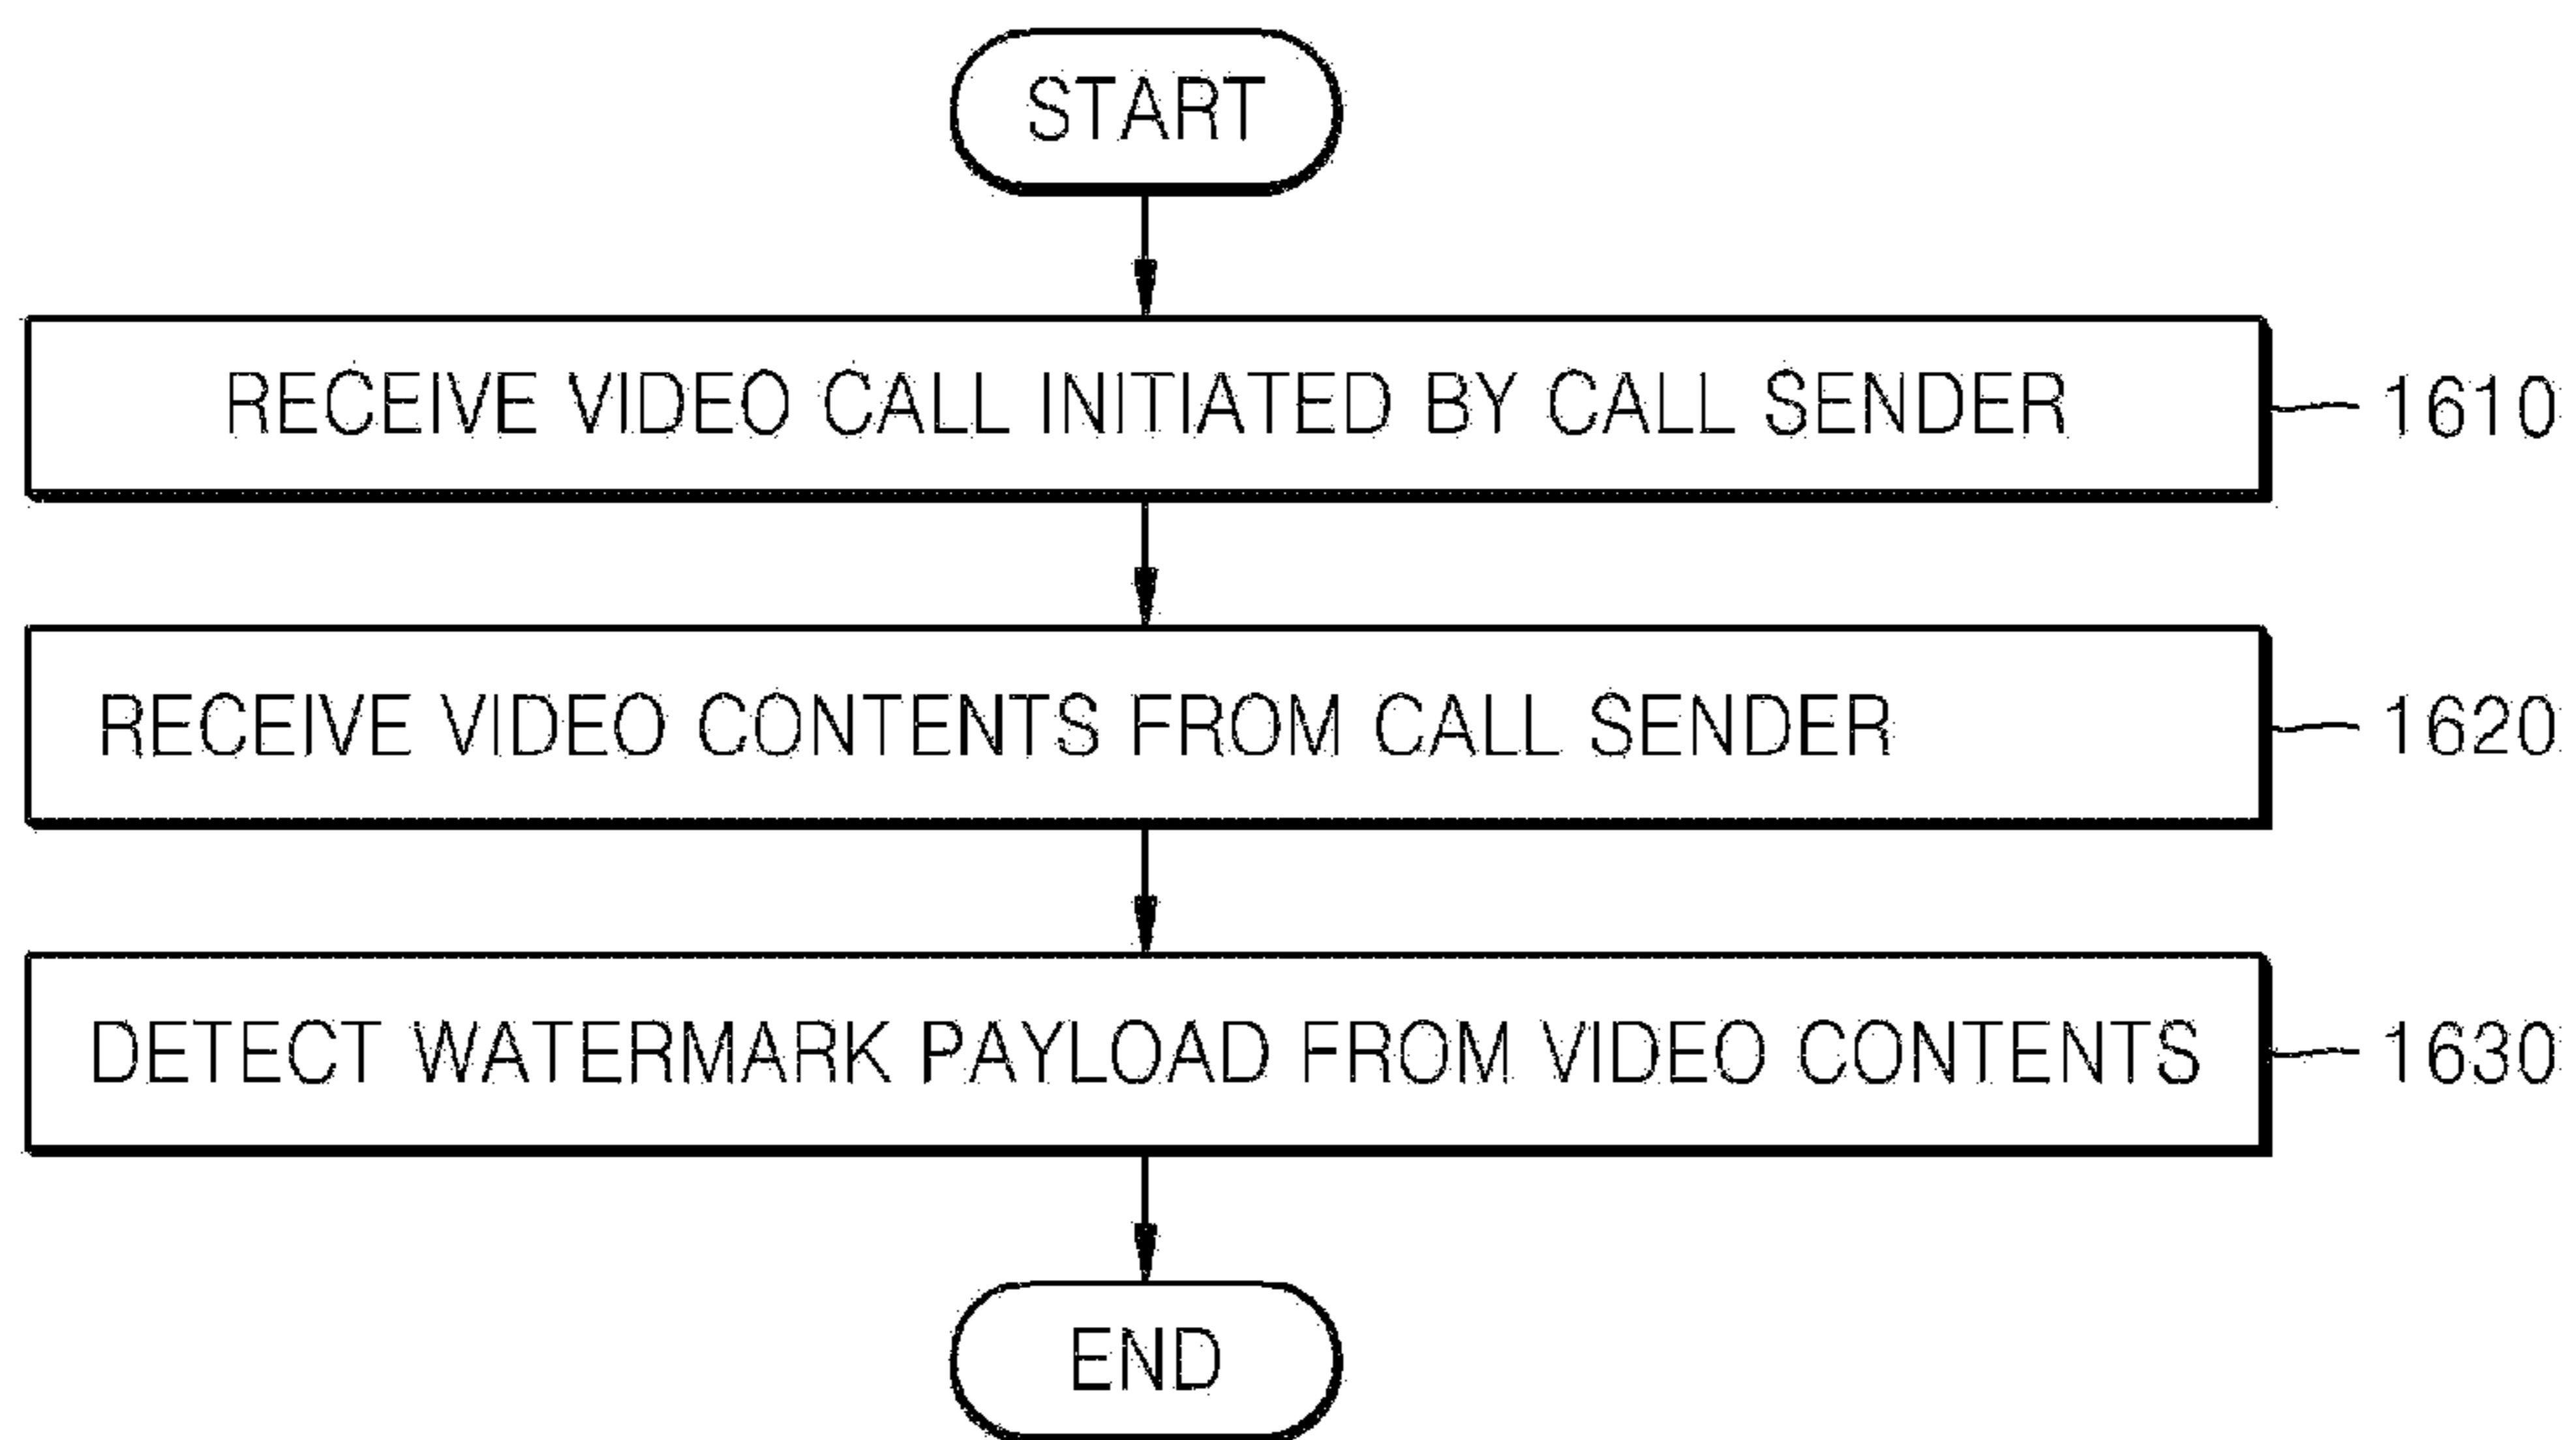 START
RECEIVE VIDEO CALL INITIATED BY CALL SENDER 1610
RECEIVE VIDEO CONTENTS FROM CALL SENDER 1620
DETECT WATERMARK PAYLOAD FROM VIDEO CONTENTS 1630
END